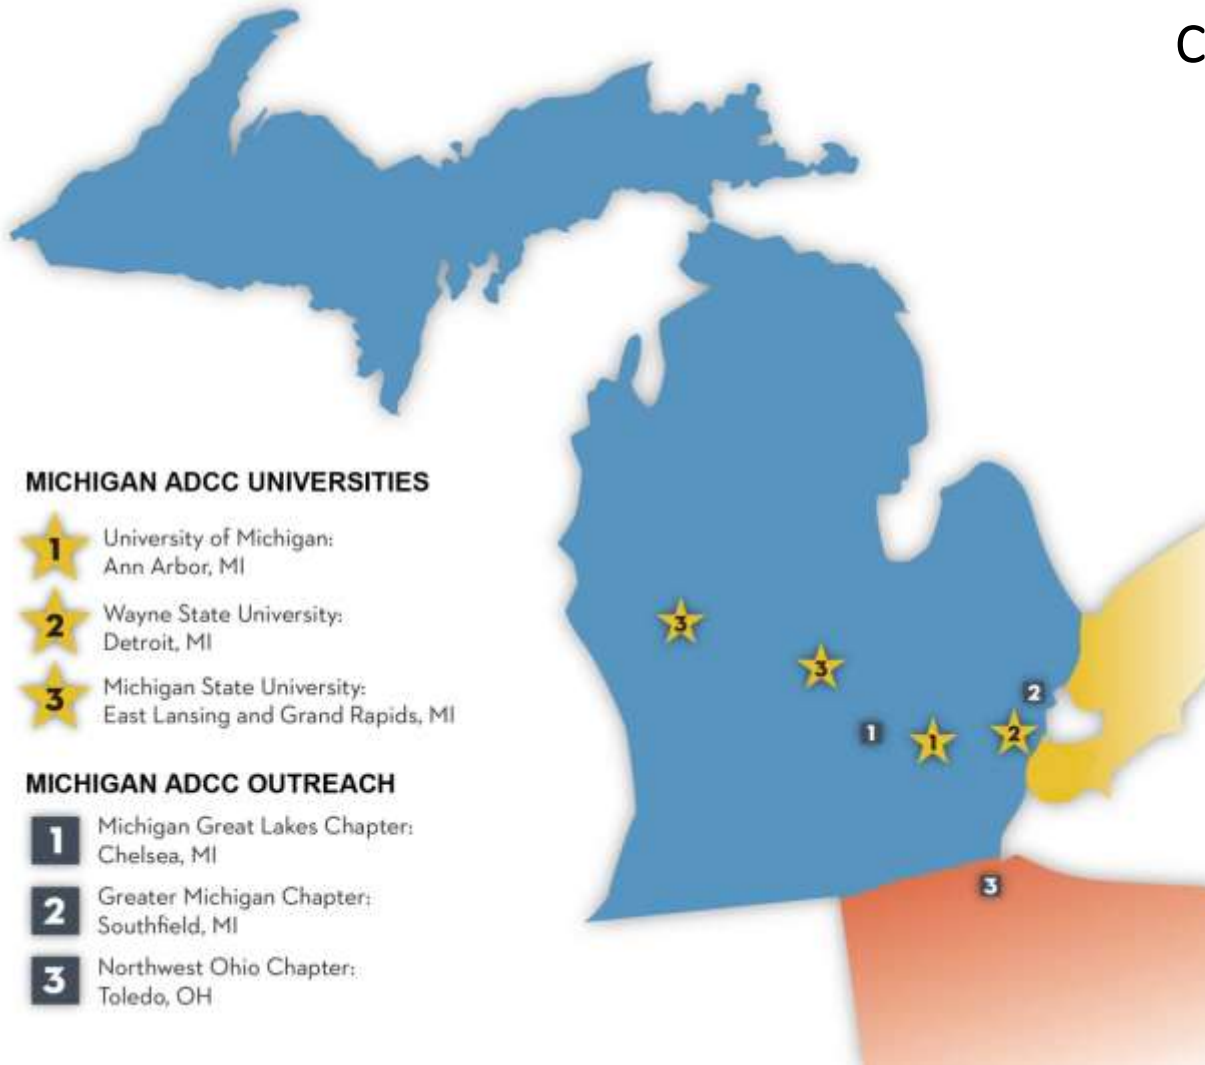 C
MICHIGAN ADCC UNIVERSITIES
1
University of Michigan:
Ann Arbor, MI
2
Wayne State University:
Detroit, MI
3
Michigan State University:
East Lansing and Grand Rapids, MI
MICHIGAN ADCC OUTREACH
1
Michigan Great Lakes Chapter:
Chelsea, MI
2
Greater Michigan Chapter:
Southfield, MI
3
Northwest Ohio Chapter:
Toledo, OH
3
3
2
1
1
2
3